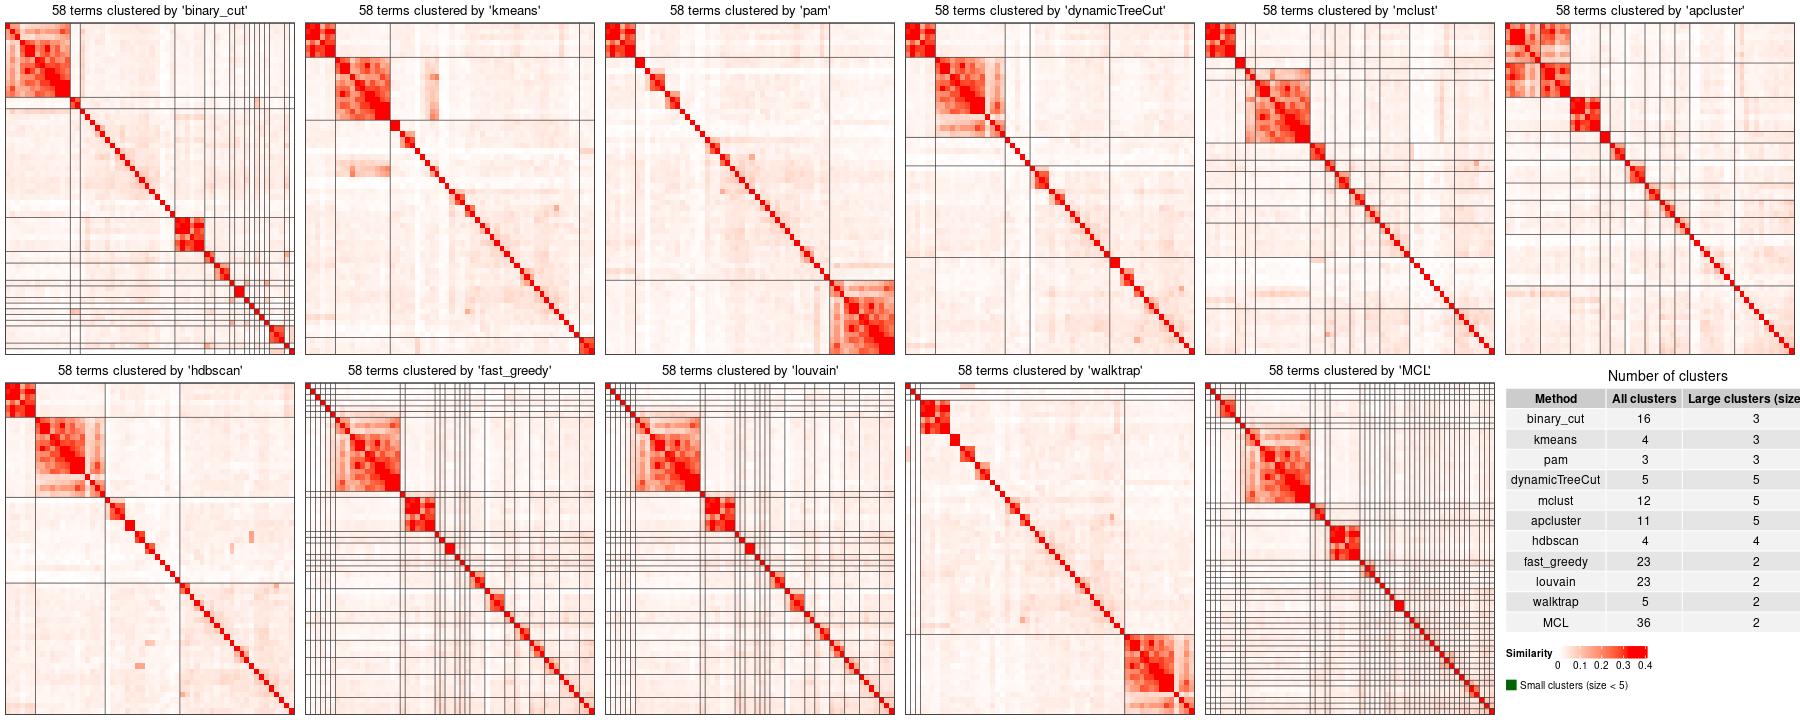 58 terms clustered by 'binary_cut'
58 terms clustered by 'kmeans'
58 terms clustered by 'pam'
58 terms clustered by 'dynamicTreeCut'
58 terms clustered by 'mclust'
58 terms clustered by 'apcluster'
58 terms clustered by 'hdbscan'
58 terms clustered by 'fast_greedy'
58 terms clustered by 'louvain'
58 terms clustered by 'walktrap'
58 terms clustered by 'MCL'
Number of clusters
Method All clusters Large clusters (size
binary_cut 16 3
kmeans 4 3
pam 3 3
dynamicTreeCut 5 5
mclust 12 5
apcluster 11 5
hdbscan 4 4
fast_greedy 23 2
louvain 23 2
walktrap 5 2
MCL 36 2
Similarity
0 0.1 0.2 0.3 0.4
Small clusters (size < 5)